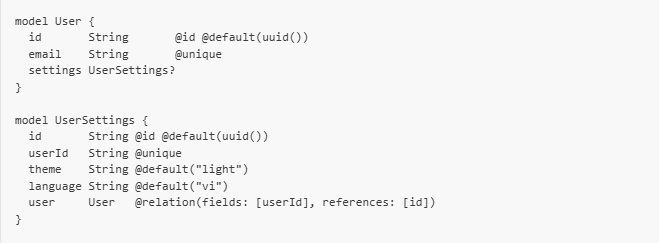 model User {
  id       String       @id @default(uuid())
  email    String       @unique
  settings UserSettings?
}

model UserSettings {
  id       String @id @default(uuid())
  userId   String @unique
  theme    String @default("light")
  language String @default("vi")
  user     User   @relation(fields: [userId], references: [id])
}